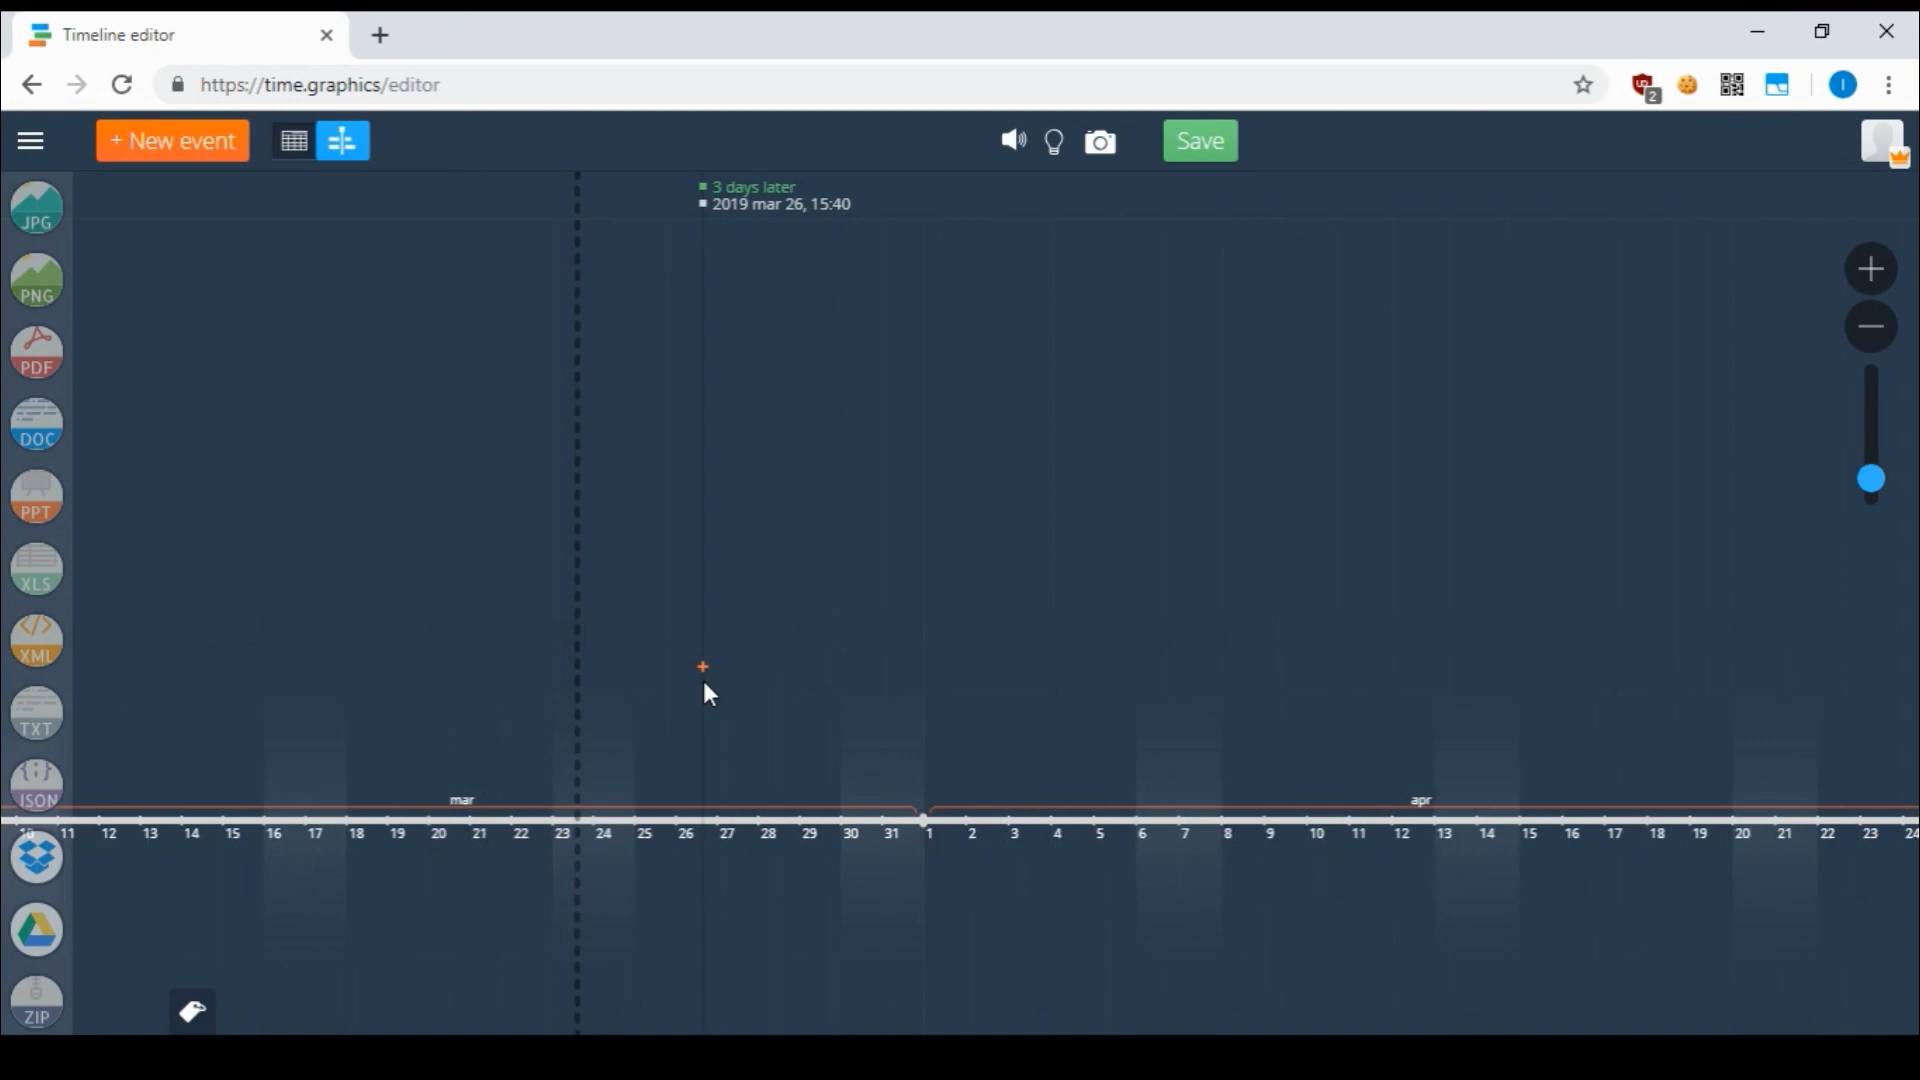 Timeline editor
https://time.graphics/editor
2
I
+ New event
Save
3 days later
2019 mar 26, 15:40
JPG
PNG
PDF
DOC
PPT
XLS
XML
TXT
JSON
ZIP
mar apr
10 11 12 13 14 15 16 17 18 19 20 21 22 23 24 25 26 27 28 29 30 31 1 2 3 4 5 6 7 8 9 10 11 12 13 14 15 16 17 18 19 20 21 22 23 24